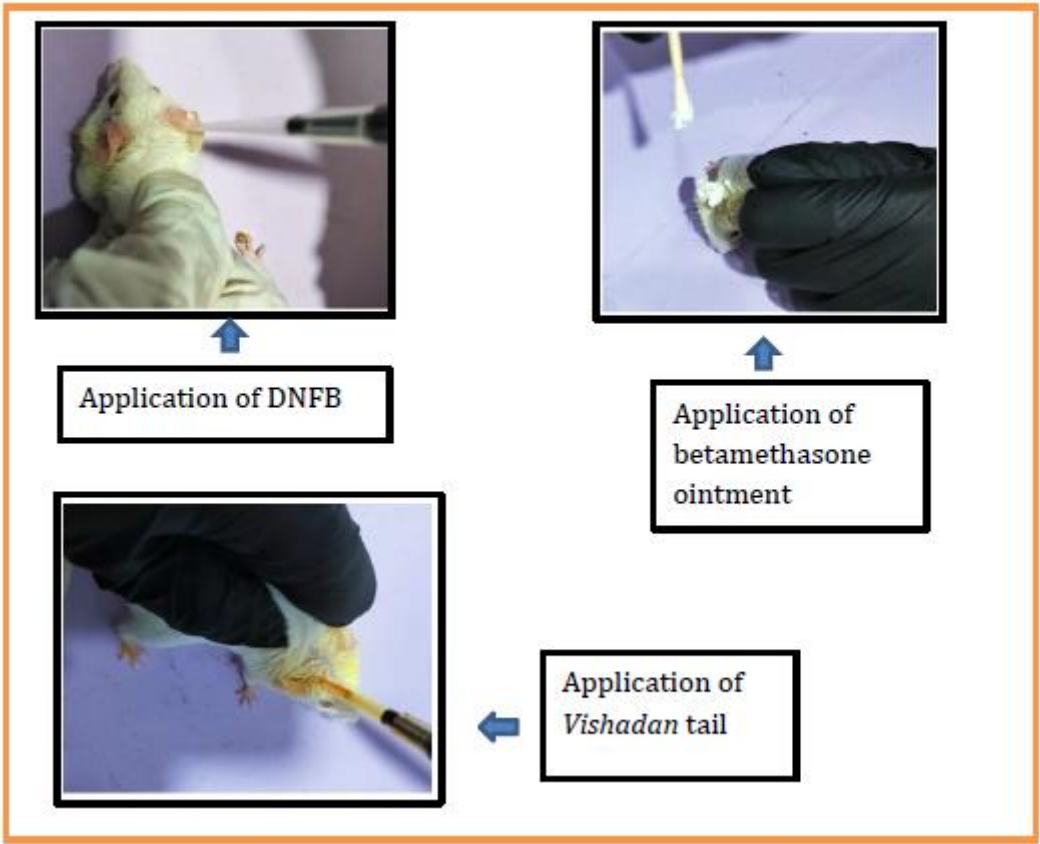 Application of DNFB
Application of
betamethasone
ointment
Application of
Vishadan tail